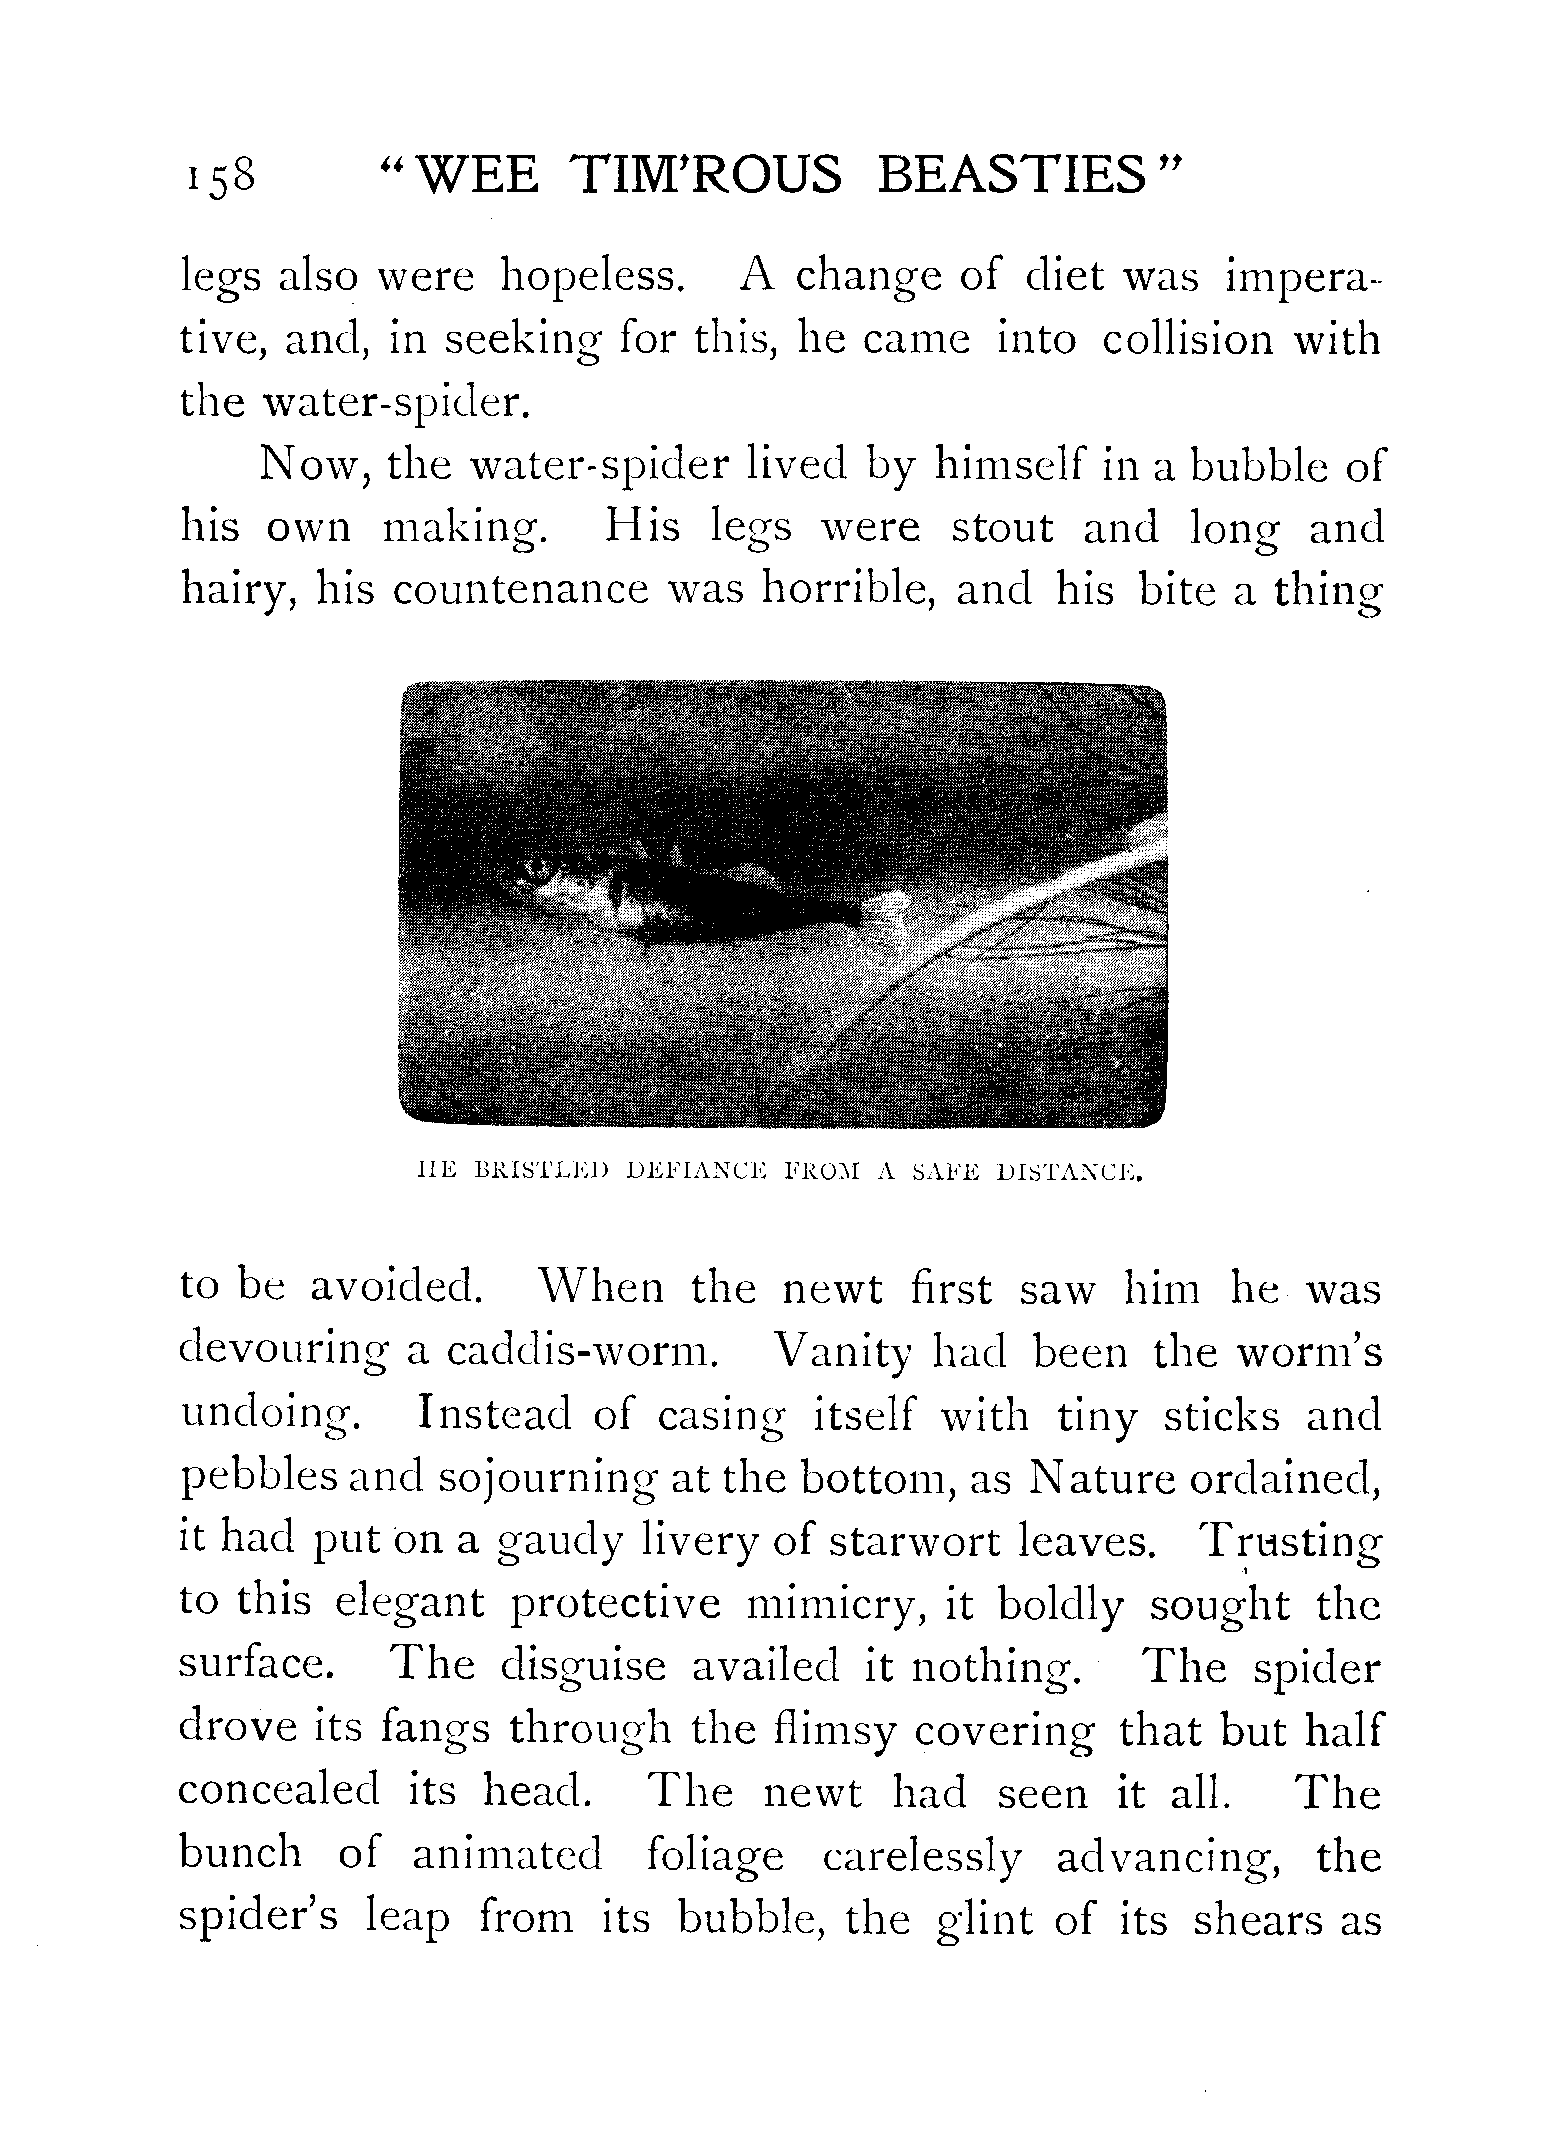 158 “WEE TIM’ROUS BEASTIES”
legs also were hopeless. A change of diet was impera-
tive, and, in seeking for this, he came into collision with
the water-spider.
Now, the water-spider lived by himself in a bubble of
his own making. His legs were stout and long and
hairy, his countenance was horrible, and his bite a thing
HE BRISTLED DEFIANCE FROM A SAFE DISTANCE.
to be avoided. When the newt first saw him he was
devouring a caddis-worm. Vanity had been the worm’s
undoing. Instead of casing itself with tiny sticks and
pebbles and sojourning at the bottom, as Nature ordained,
it had put on a gaudy livery of starwort leaves. Trusting
to this elegant protective mimicry, it boldly sought the
surface. The disguise availed it nothing. The spider
drove its fangs through the flimsy covering that but half
concealed its head. The newt had seen it all. The
bunch of animated foliage carelessly advancing, the
spider’s leap from its bubble, the glint of its shears as